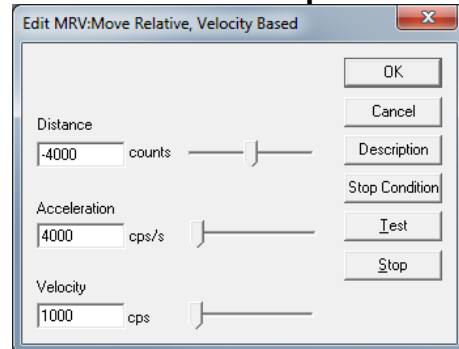 Edit MRV:Move Relative, Velocity Based
OK
Cancel
Distance
-4000 counts
Description
Stop Condition
Acceleration
4000 cps/s
Test
Stop
Velocity
1000 cps